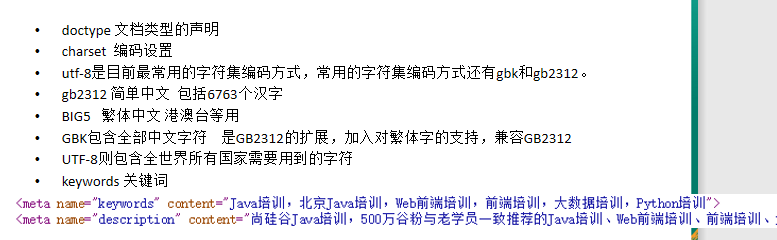 • doctype 文档类型的声明
• charset 编码设置
• utf-8是目前最常用的字符集编码方式，常用的字符集编码方式还有gbk和gb2312。
• gb2312 简单中文 包括6763个汉字
• BIG5 繁体中文 港澳台等用
• GBK包含全部中文字符 是GB2312的扩展，加入对繁体字的支持，兼容GB2312
• UTF-8则包含全世界所有国家需要用到的字符
• keywords 关键词
<meta name="keywords" content="Java培训，北京Java培训，Web前端培训，前端培训，大数据培训，Python培训">
<meta name="description" content="尚硅谷Java培训，500万谷粉与老学员一致推荐的Java培训、Web前端培训、前端培训、